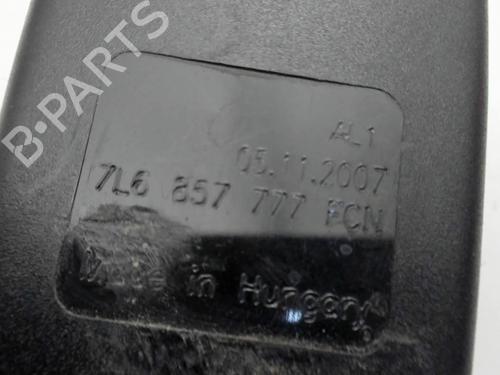 B-PARTS
AL1
05.11.2007
7L6 857 777 FCN
Made in Hungary